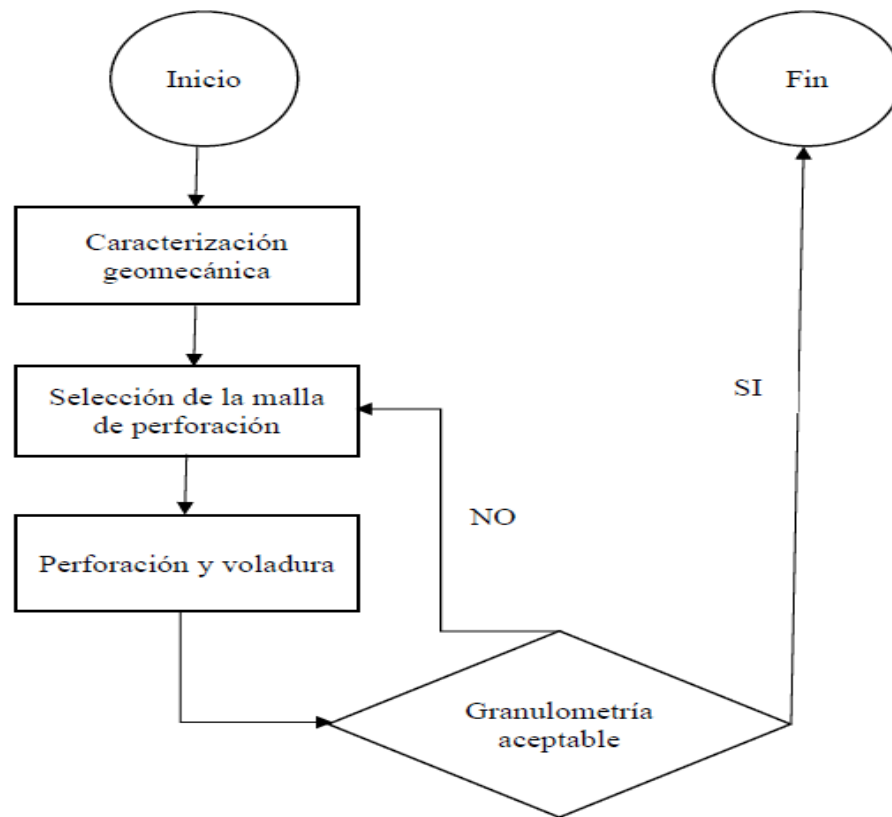 Inicio
Fin
Caracterización
geomecánica
Selección de la malla
de perforación
SI
NO
Perforación y voladura
Granulometría
aceptable